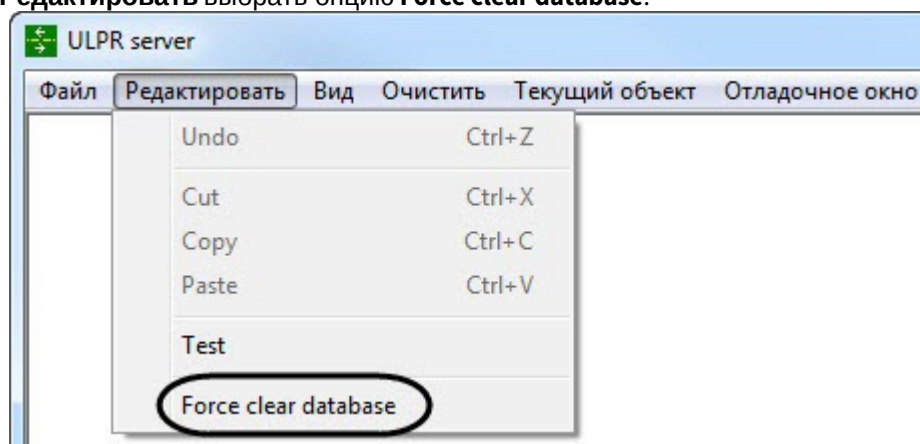 Редактировать выбрать опцию Force clear database.
ULPR server
Файл Редактировать Вид Очистить Текущий объект Отладочное окно
Undo Ctrl+Z
Cut Ctrl+X
Copy Ctrl+C
Paste Ctrl+V
Test
Force clear database